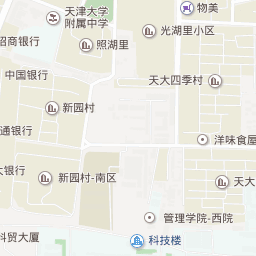 物美
天津大学
附属中学
光湖里小区
招商银行
照湖里
中国银行
天大四季村
新园村
通银行
洋味食屋
大银行
新园村-南区
天大
管理学院-西院
科贸大厦
科技楼